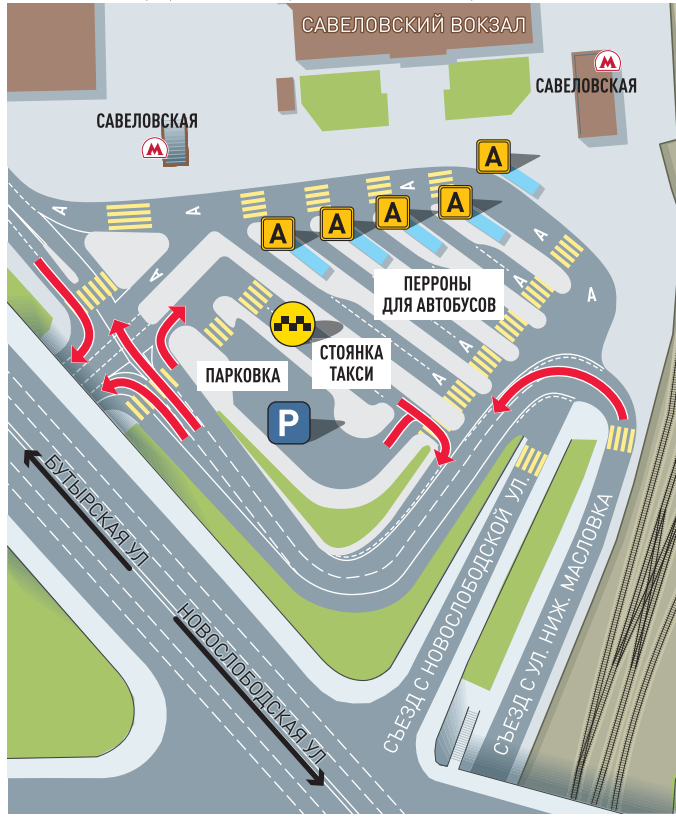 САВЕЛОВСКИЙ ВОКЗАЛ
М
САВЕЛОВСКАЯ
САВЕЛОВСКАЯ
М
А
А
А
А
А
А
А
А
А
А
А
А
А
А
ПЕРРОНЫ
ДЛЯ АВТОБУСОВ
СТОЯНКА
ТАКСИ
ПАРКОВКА
P
БУТЫРСКАЯ УЛ
НОВОСЛОБОДСКАЯ УЛ
СЪЕЗД С НОВОСЛОБОДСКОЙ УЛ.
СЪЕЗД С УЛ. НИЖ. МАСЛОВКА